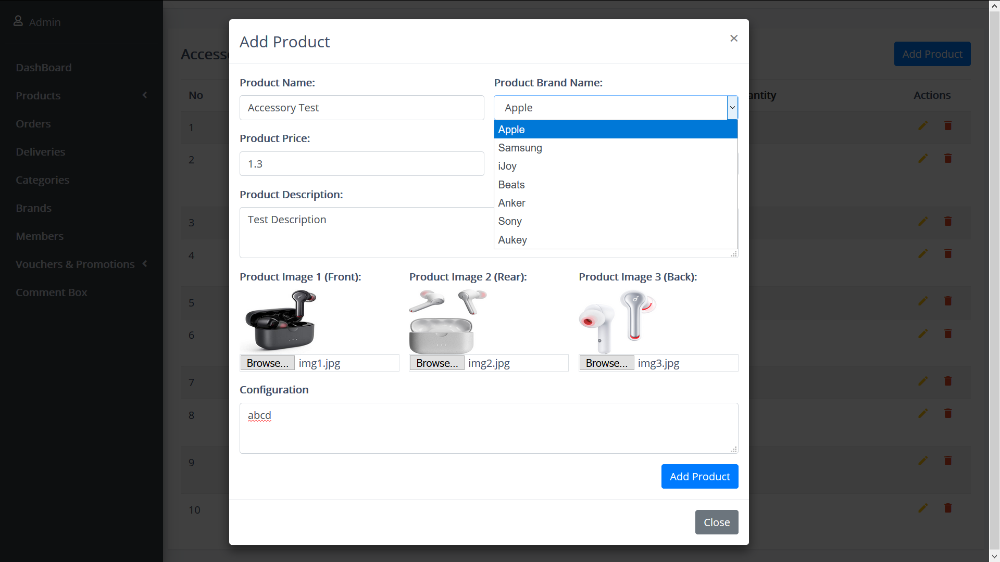 Admin
DashBoard
Products
Orders
Deliveries
Categories
Brands
Members
Vouchers & Promotions
Comment Box
Add Product
No
Actions
1
2
3
4
5
6
7
8
9
10
Add Product
×
Product Name:
Product Brand Name:
Accessory Test
Apple
Apple
Samsung
iJoy
Beats
Anker
Sony
Aukey
Product Price:
1.3
Product Description:
Test Description
Product Image 1 (Front):
Product Image 2 (Rear):
Product Image 3 (Back):
Browse... img1.jpg
Browse... img2.jpg
Browse... img3.jpg
Configuration
abcd
Add Product
Close